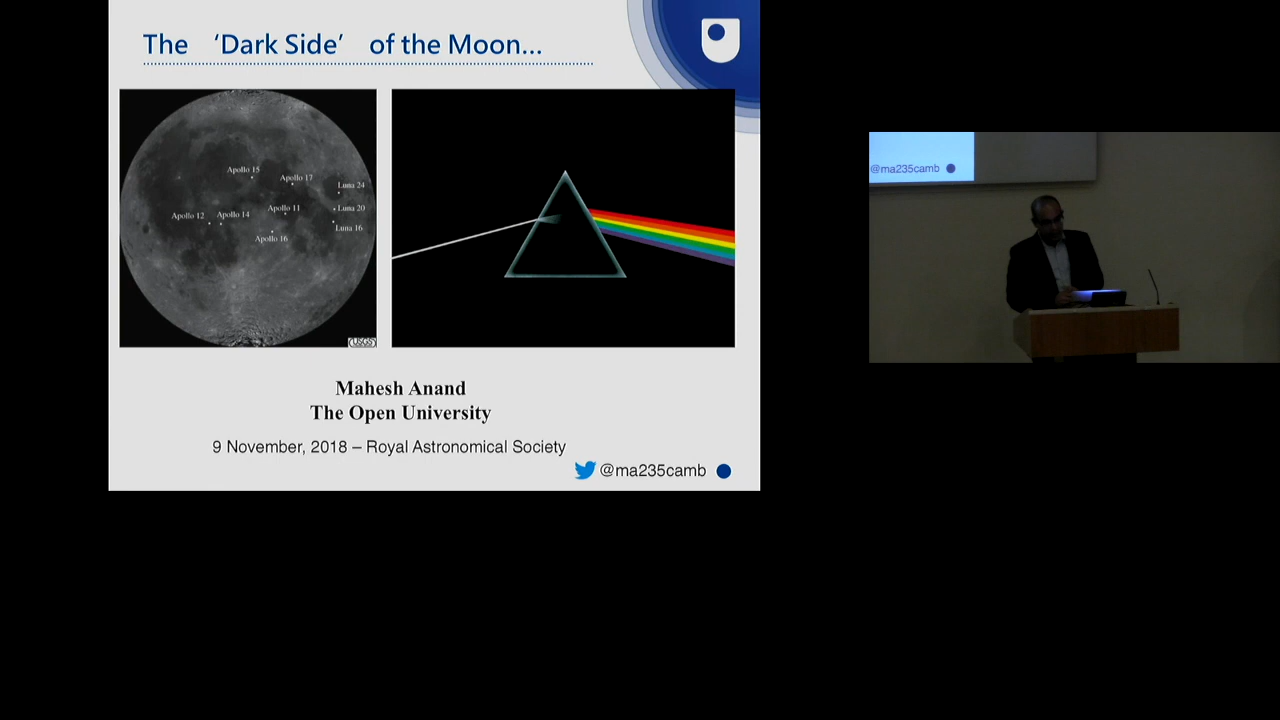 The ‘Dark Side’ of the Moon...
Apollo 15
Apollo 17
Luna 24
Apollo 12
Apollo 14
Apollo 11
Luna 20
Luna 16
Apollo 16
USGS
Mahesh Anand
The Open University
9 November, 2018 – Royal Astronomical Society
@ma235camb
@ma235camb